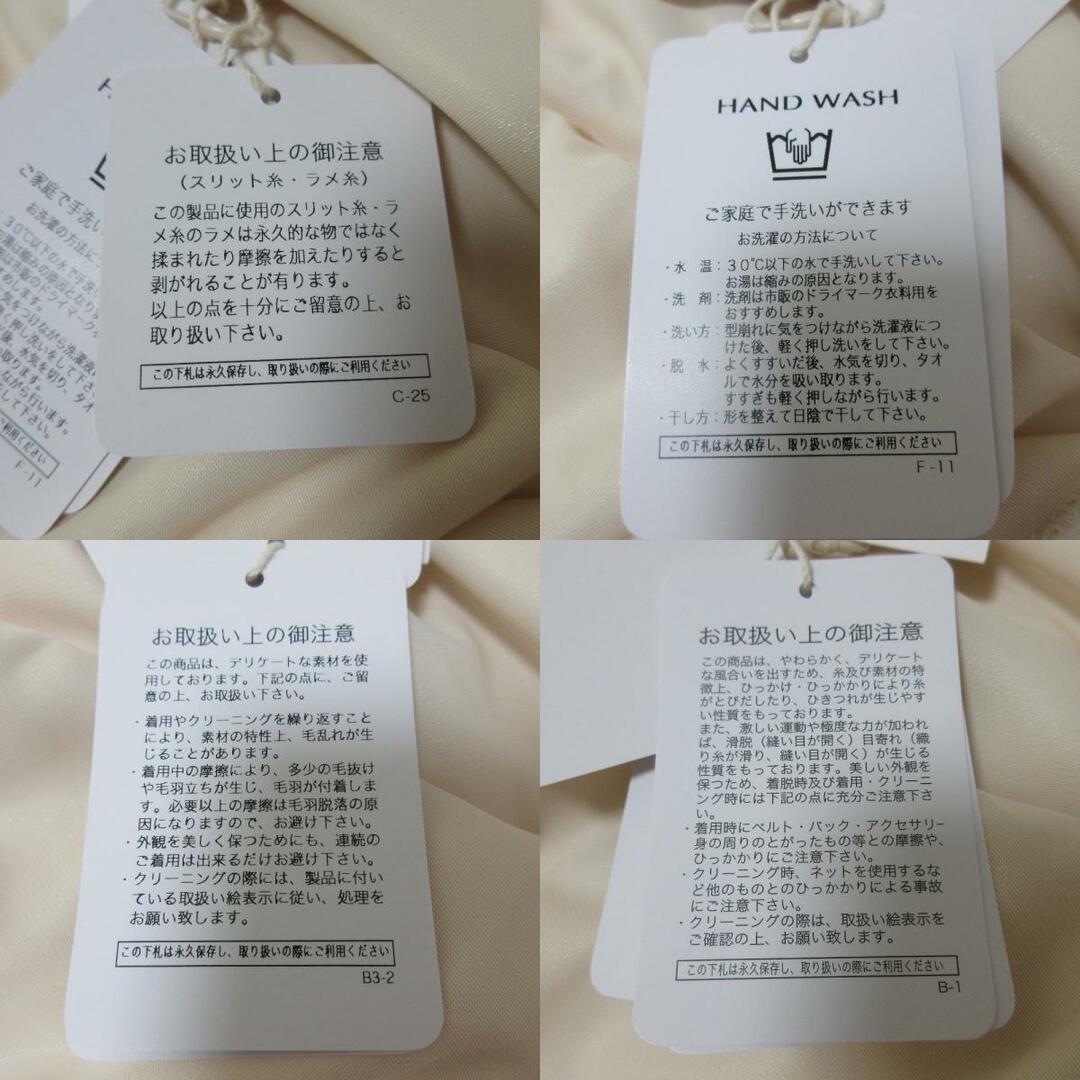 お取扱い上の御注意
(スリット糸・ラメ糸)
この製品に使用のスリット糸・ラ
メ糸のラメは永久的な物ではなく
揉まれたり摩擦を加えたりすると
剥がれることが有ります。
以上の点を十分にご留意の上、お
取り扱い下さい。
この下札は永久保存し、取り扱いの際にご利用ください
C-25
ご家庭で手洗い
お洗濯の方法に
F-11
HAND WASH
ご家庭で手洗いができます
お洗濯の方法について
・水 温：30℃以下の水で手洗いして下さい。
お湯は縮みの原因となります。
・洗 剤：洗剤は市販のドライマーク衣料用を
おすすめします。
・洗い方：型崩れに気をつけながら洗濯液につ
けた後、軽く押し洗いをして下さい。
・脱 水：よくすすいだ後、水気を切り、タオ
ルで水分を吸い取ります。
すすぎも軽く押しながら行います。
・干し方：形を整えて日陰で干して下さい。
この下札は永久保存し、取り扱いの際にご利用ください
F-11
お取扱い上の御注意
この商品は、デリケートな素材を使
用しております。下記の点に、ご留
意の上、お取扱い下さい。
・着用やクリーニングを繰り返すこと
により、素材の特性上、毛乱れが生
じることがあります。
・着用中の摩擦により、多少の毛抜け
や毛羽立ちが生じ、毛羽が付着しま
す。必要以上の摩擦は毛羽脱落の原
因になりますので、お避け下さい。
・外観を美しく保つためにも、連続の
ご着用は出来るだけお避け下さい。
・クリーニングの際には、製品に付い
ている取扱い絵表示に従い、処理を
お願い致します。
この下札は永久保存し、取り扱いの際にご利用ください
B3-2
お取扱い上の御注意
この商品は、やわらかく、デリケート
な風合いを出すため、糸及び素材の特
徴上、ひっかけ・ひっかかりにより糸
がとびだしたり、ひきつれが生じやす
い性質をもっております。
また、激しい運動や極度な力が加われ
ば、滑脱（縫い目が開く）目寄れ（織
り糸が滑り、縫い目が開く）が生じる
性質をもっております。美しい外観を
保つため、着脱時及び着用・クリーニ
ング時には下記の点に充分ご注意下さ
い。
・着用時にベルト・バック・アクセサリー
身の周りのとがったもの等との摩擦や、
ひっかかりにご注意下さい。
・クリーニング時、ネットを使用するな
ど他のものとのひっかかりによる事故
にご注意下さい。
・クリーニングの際は、取扱い絵表示を
ご確認の上、お願い致します。
この下札は永久保存し、取り扱いの際にご利用ください
B-1